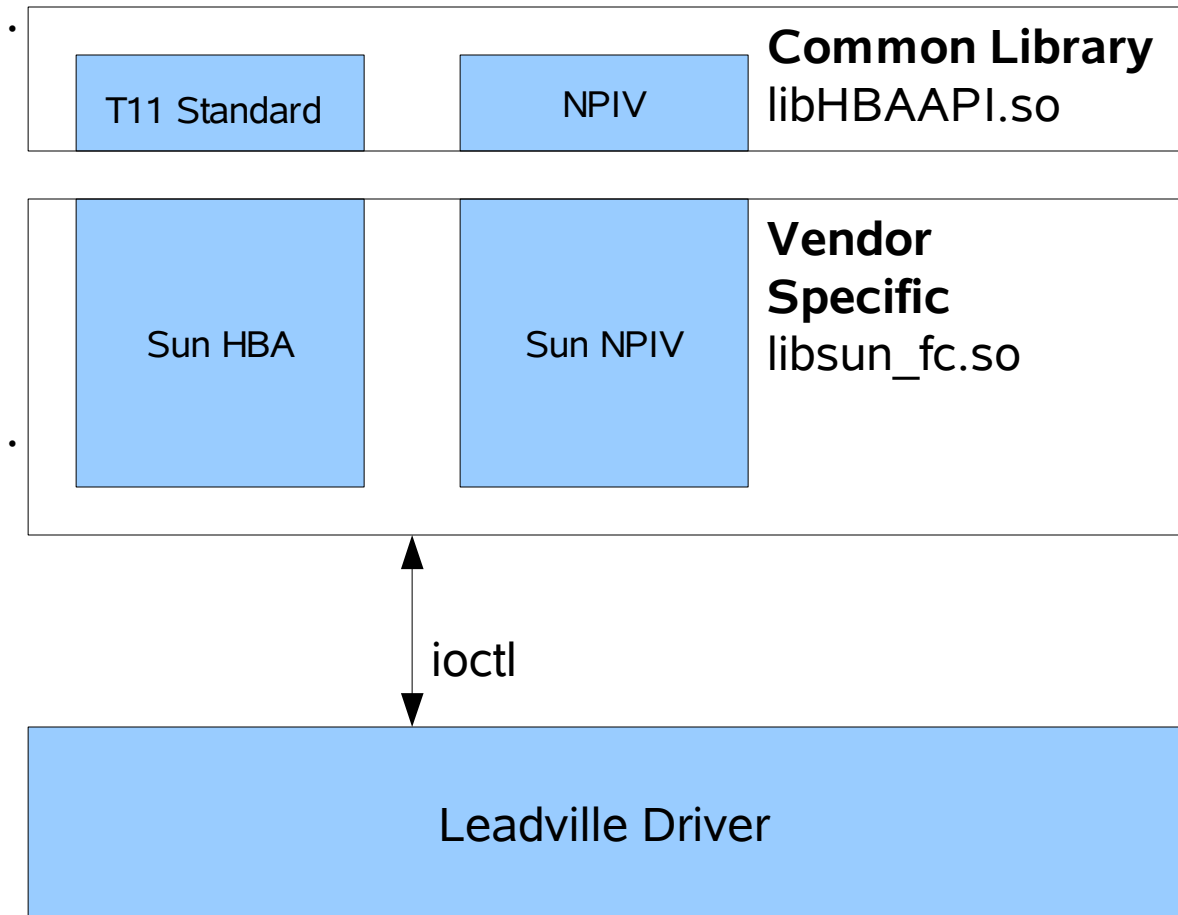 T11 Standard
NPIV
Common Library
libHBAAPI.so
Sun HBA
Sun NPIV
Vendor
Specific
libsun_fc.so
ioctl
Leadville Driver